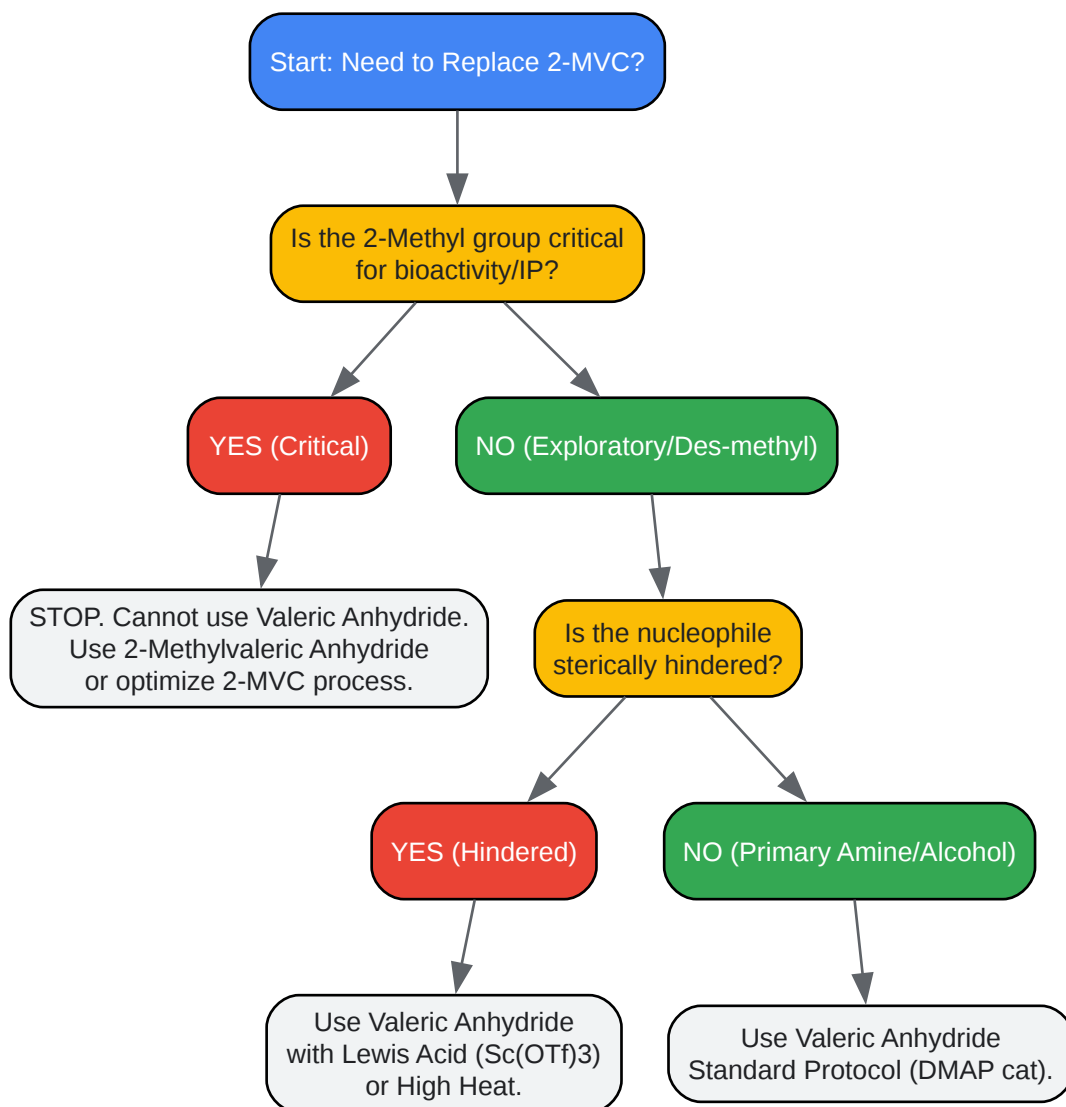 Start: Need to Replace 2-MVC?
Is the 2-Methyl group critical
for bioactivity/IP?
YES (Critical)
NO (Exploratory/Des-methyl)
STOP. Cannot use Valeric Anhydride.
Use 2-Methylvaleric Anhydride
or optimize 2-MVC process.
Is the nucleophile
sterically hindered?
YES (Hindered)
NO (Primary Amine/Alcohol)
Use Valeric Anhydride
with Lewis Acid (Sc(OTf)3)
or High Heat.
Use Valeric Anhydride
Standard Protocol (DMAP cat).